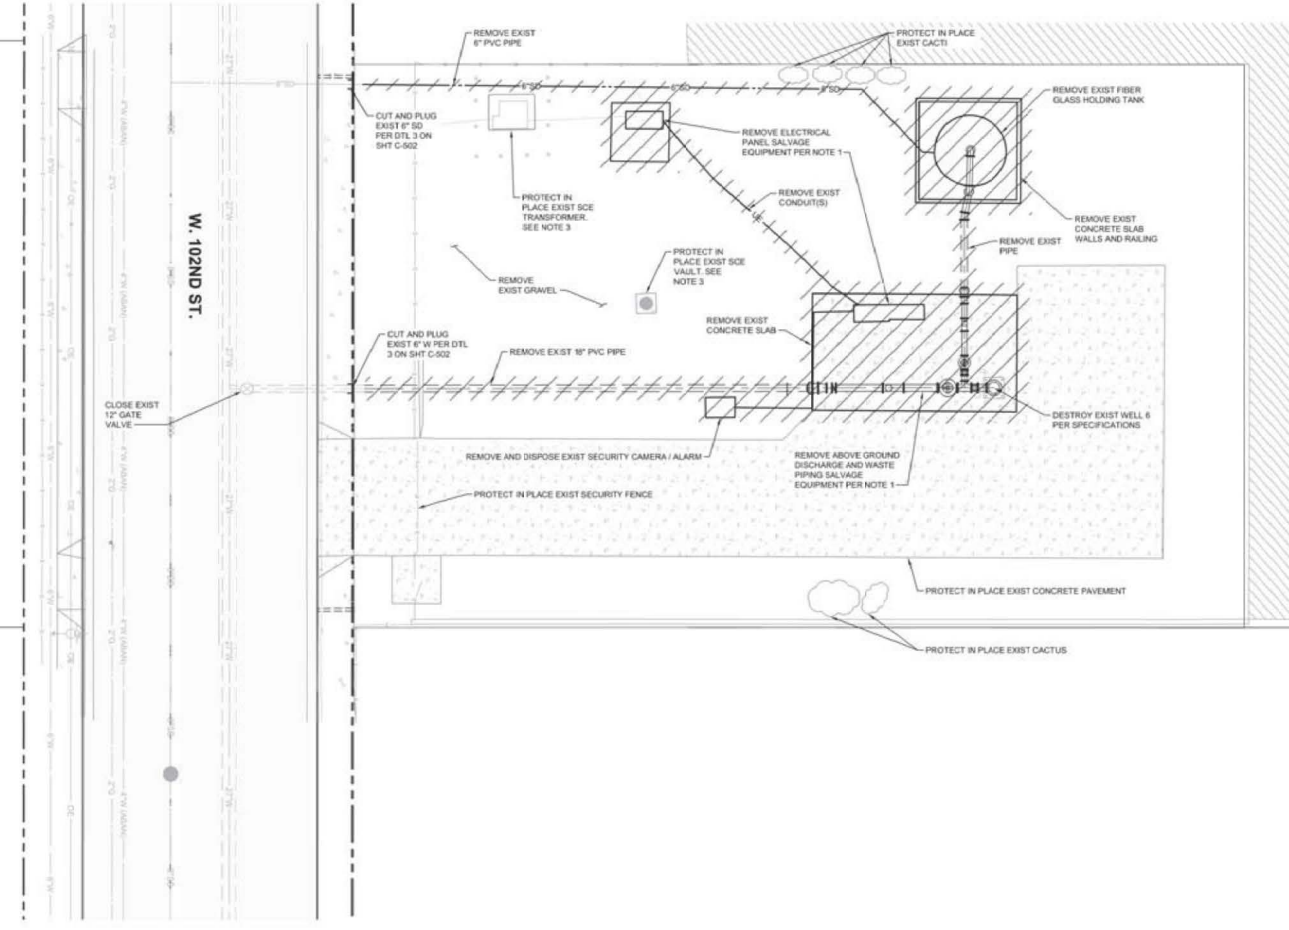 REMOVE EXIST
6" PVC PIPE
PROTECT IN PLACE
EXIST CACTI
REMOVE EXIST FIBER
GLASS HOLDING TANK
6"SD
6"SD
6"SD
CUT AND PLUG
EXIST 6" SD
PER DTL 3 ON
SHT C-502
REMOVE ELECTRICAL
PANEL SALVAGE
EQUIPMENT PER NOTE 1
PROTECT IN
PLACE EXIST SCE
TRANSFORMER.
SEE NOTE 3
REMOVE EXIST
CONDUIT(S)
UE
REMOVE EXIST
CONCRETE SLAB
WALLS AND RAILING
REMOVE EXIST
PIPE
W. 102ND ST.
PROTECT IN
PLACE EXIST SCE
VAULT. SEE
NOTE 3
REMOVE
EXIST GRAVEL
REMOVE EXIST
CONCRETE SLAB
CUT AND PLUG
EXIST 6" W PER DTL
3 ON SHT C-502
REMOVE EXIST 18" PVC PIPE
CLOSE EXIST
12" GATE
VALVE
DESTROY EXIST WELL 6
PER SPECIFICATIONS
REMOVE AND DISPOSE EXIST SECURITY CAMERA / ALARM
REMOVE ABOVE GROUND
DISCHARGE AND WASTE
PIPING SALVAGE
EQUIPMENT PER NOTE 1
PROTECT IN PLACE EXIST SECURITY FENCE
PROTECT IN PLACE EXIST CONCRETE PAVEMENT
PROTECT IN PLACE EXIST CACTUS